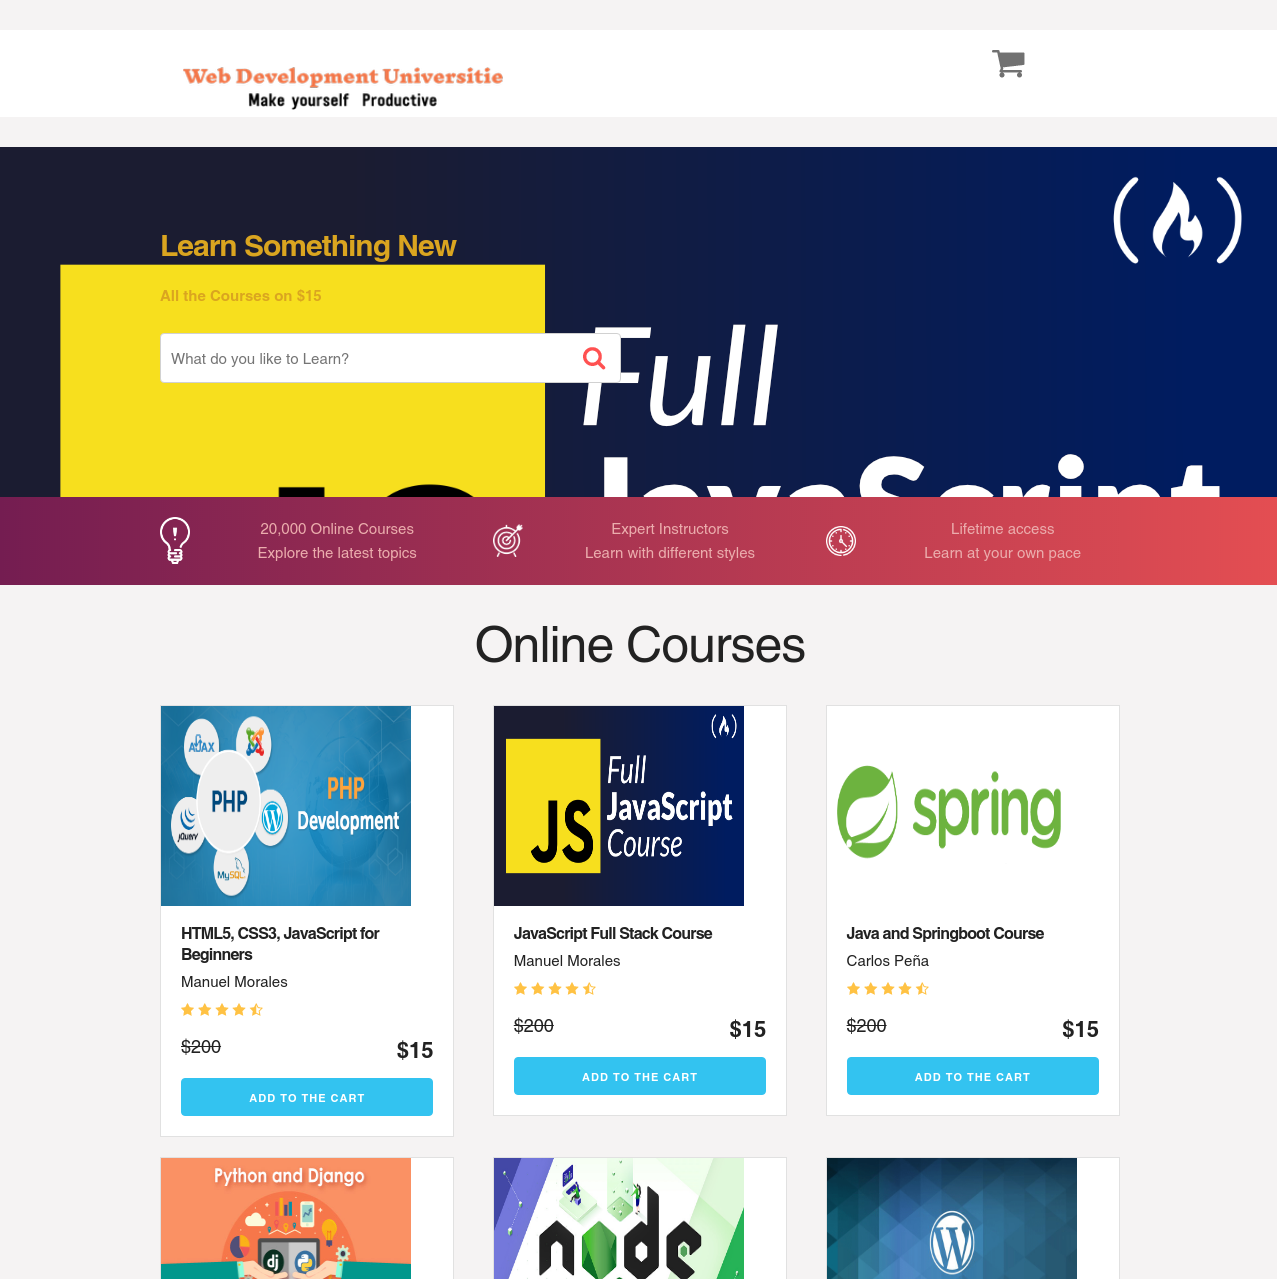 Web Development Universitie
Make yourself Productive
Learn Something New
All the Courses on $15
What do you like to Learn?
Full
JavaScript
20,000 Online Courses
Explore the latest topics
Expert Instructors
Learn with different styles
Lifetime access
Learn at your own pace
Online Courses
AJAX
PHP
jQuery
MySQL
PHP
Development
HTML5, CSS3, JavaScript for
Beginners
Manuel Morales
$200
$15
ADD TO THE CART
JS
Full
JavaScript
Course
JavaScript Full Stack Course
Manuel Morales
$200
$15
ADD TO THE CART
spring
Java and Springboot Course
Carlos Peña
$200
$15
ADD TO THE CART
Python and Django
dj
node